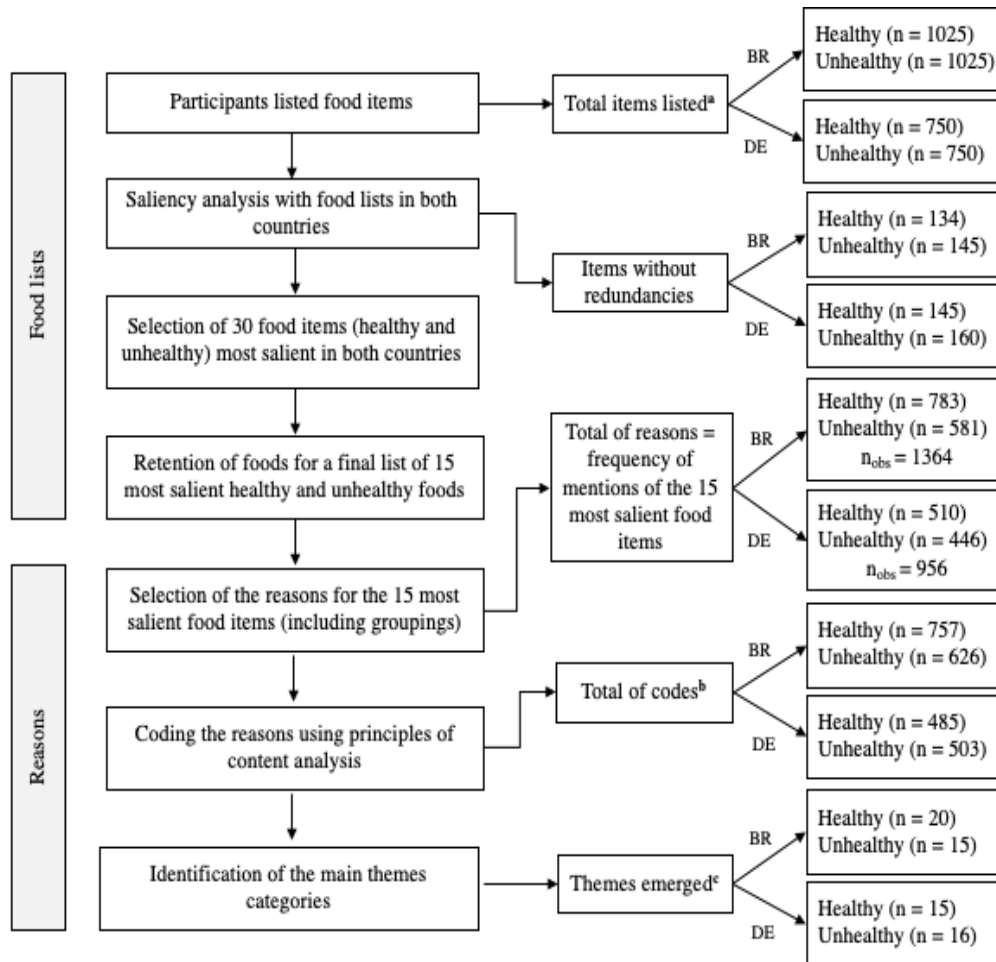 Food lists
Participants listed food items
Total items listedᵃ
BR
Healthy (n = 1025)
Unhealthy (n = 1025)
DE
Healthy (n = 750)
Unhealthy (n = 750)
Saliency analysis with food lists in both
countries
Items without
redundancies
BR
Healthy (n = 134)
Unhealthy (n = 145)
DE
Healthy (n = 145)
Unhealthy (n = 160)
Selection of 30 food items (healthy and
unhealthy) most salient in both countries
Retention of foods for a final list of 15
most salient healthy and unhealthy foods
Reasons
Selection of the reasons for the 15 most
salient food items (including groupings)
Total of reasons =
frequency of
mentions of the 15
most salient food
items
BR
Healthy (n = 783)
Unhealthy (n = 581)
nobs = 1364
DE
Healthy (n = 510)
Unhealthy (n = 446)
nobs = 956
Coding the reasons using principles of
content analysis
Total of codesᵇ
BR
Healthy (n = 757)
Unhealthy (n = 626)
DE
Healthy (n = 485)
Unhealthy (n = 503)
Identification of the main themes
categories
Themes emergedᶜ
BR
Healthy (n = 20)
Unhealthy (n = 15)
DE
Healthy (n = 15)
Unhealthy (n = 16)